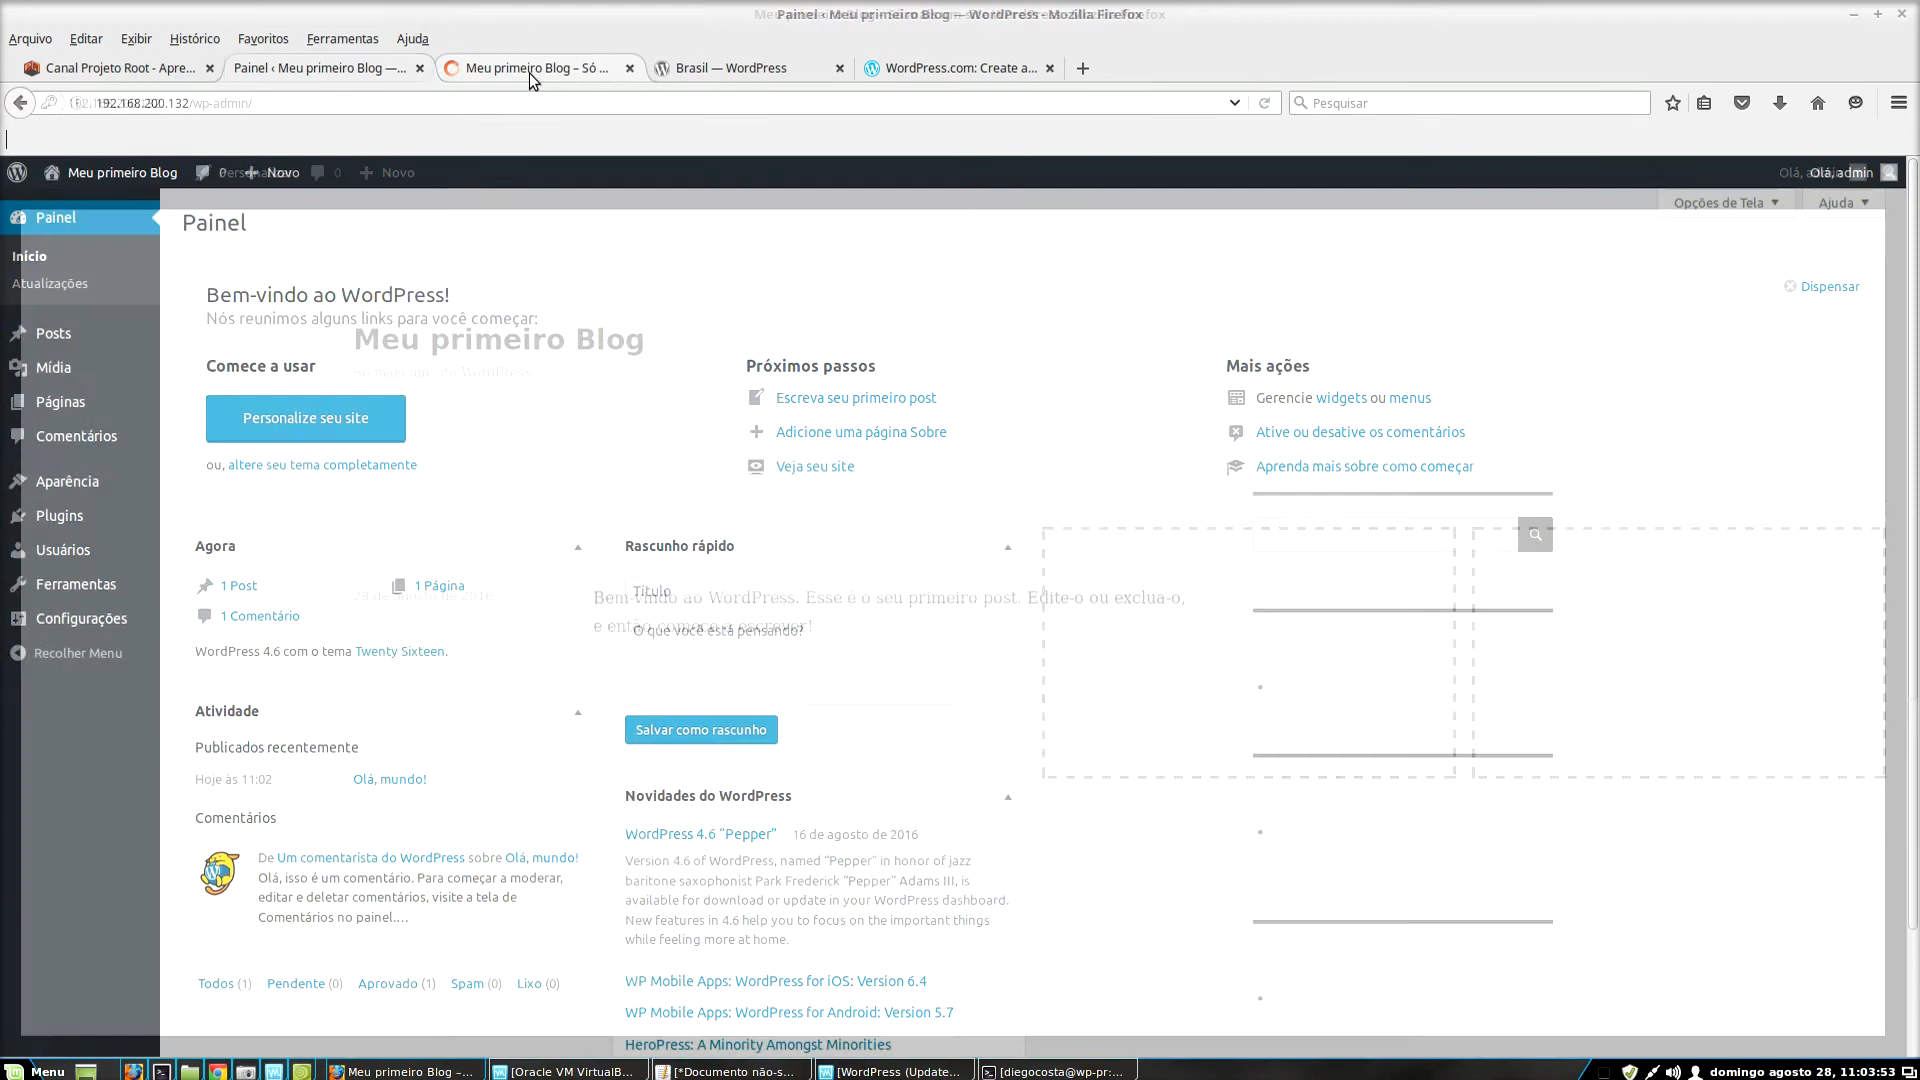 Painel ‹ Meu primeiro Blog — WordPress - Mozilla Firefox
Arquivo Editar Exibir Histórico Favoritos Ferramentas Ajuda
Canal Projeto Root - Apre... Painel ‹ Meu primeiro Blog —... Meu primeiro Blog – Só ... Brasil — WordPress WordPress.com: Create a...
192.168.200.132/wp-admin/ Pesquisar
Meu primeiro Blog 0 Novo 0 Novo Olá, admin
Painel
Início
Atualizações
Posts
Mídia
Páginas
Comentários
Aparência
Plugins
Usuários
Ferramentas
Configurações
Recolher Menu
Opções de Tela Ajuda
Painel
Bem-vindo ao WordPress! Dispensar
Nós reunimos alguns links para você começar:
Meu primeiro Blog
Comece a usar
Personalize seu site
ou, altere seu tema completamente
Próximos passos
Escreva seu primeiro post
Adicione uma página Sobre
Veja seu site
Mais ações
Gerencie widgets ou menus
Ative ou desative os comentários
Aprenda mais sobre como começar
Agora
1 Post 1 Página
28 de agosto de 2016
1 Comentário
WordPress 4.6 com o tema Twenty Sixteen.
Atividade
Publicados recentemente
Hoje às 11:02 Olá, mundo!
Comentários
De Um comentarista do WordPress sobre Olá, mundo!
Olá, isso é um comentário. Para começar a moderar,
editar e deletar comentários, visite a tela de
Comentários no painel.…
Todos (1) Pendente (0) Aprovado (1) Spam (0) Lixo (0)
Rascunho rápido
Título
Bem-vindo ao WordPress. Esse é o seu primeiro post. Edite-o ou exclua-o,
e então comece a escrever!
O que você está pensando?
Salvar como rascunho
Novidades do WordPress
WordPress 4.6 “Pepper” 16 de agosto de 2016
Version 4.6 of WordPress, named “Pepper” in honor of jazz
baritone saxophonist Park Frederick “Pepper” Adams III, is
available for download or update in your WordPress dashboard.
New features in 4.6 help you to focus on the important things
while feeling more at home.
WP Mobile Apps: WordPress for iOS: Version 6.4
WP Mobile Apps: WordPress for Android: Version 5.7
HeroPress: A Minority Amongst Minorities
Menu Meu primeiro Blog –... [Oracle VM VirtualB... [*Documento não-s... [WordPress (Update... [diegocosta@wp-pr:... domingo agosto 28, 11:03:53